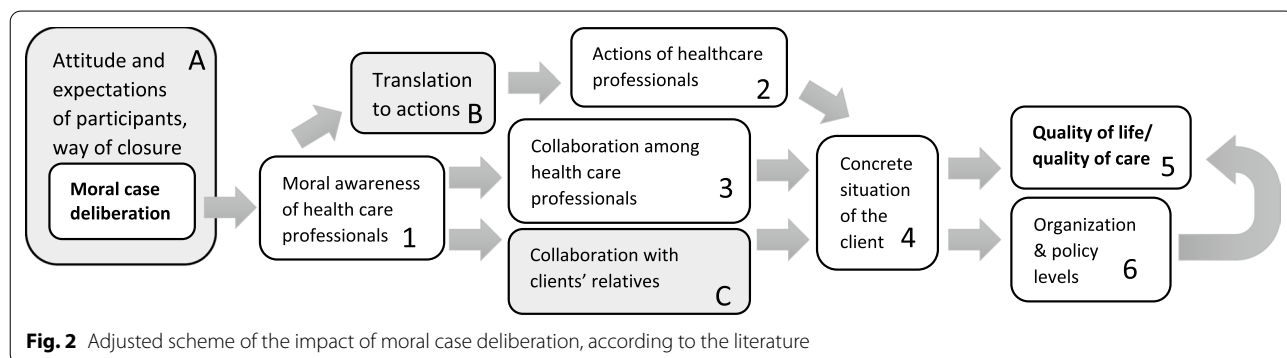 Attitude and A
expectations
of participants,
way of closure
Moral case
deliberation
Moral awareness
of health care
professionals 1
Translation
to actions B
Actions of healthcare
professionals 2
Collaboration among
health care
professionals 3
Collaboration with
clients’ relatives
C
Concrete
situation
of the
client 4
Quality of life/
quality of care 5
Organization
& policy
levels 6
Fig. 2 Adjusted scheme of the impact of moral case deliberation, according to the literature